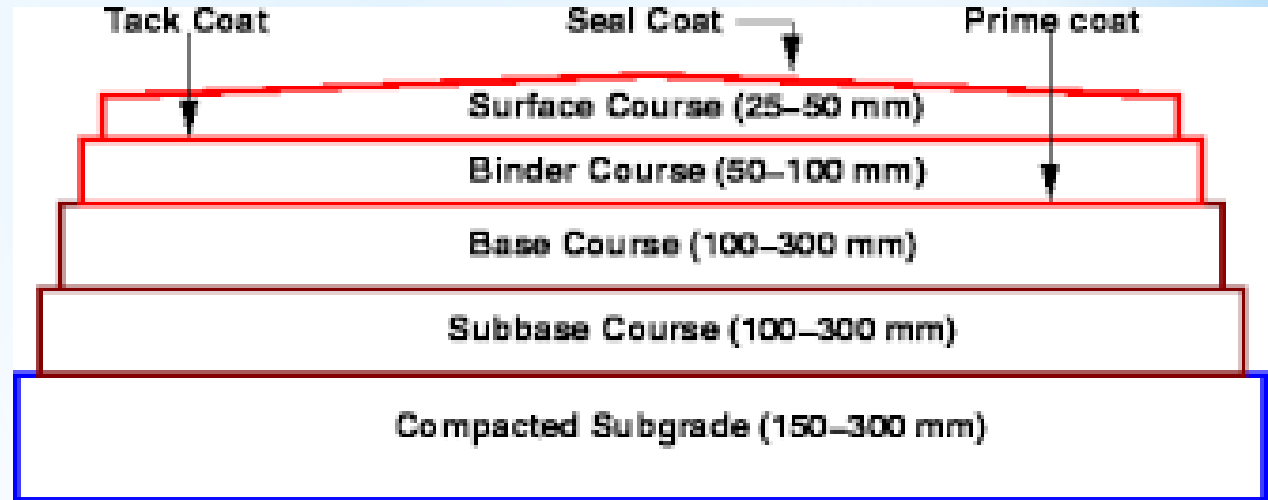 Tack Coat
Seal Coat
Prime coat
Surface Course (25–50 mm)
Binder Course (50–100 mm)
Base Course (100–300 mm)
Subbase Course (100–300 mm)
Compacted Subgrade (150–300 mm)